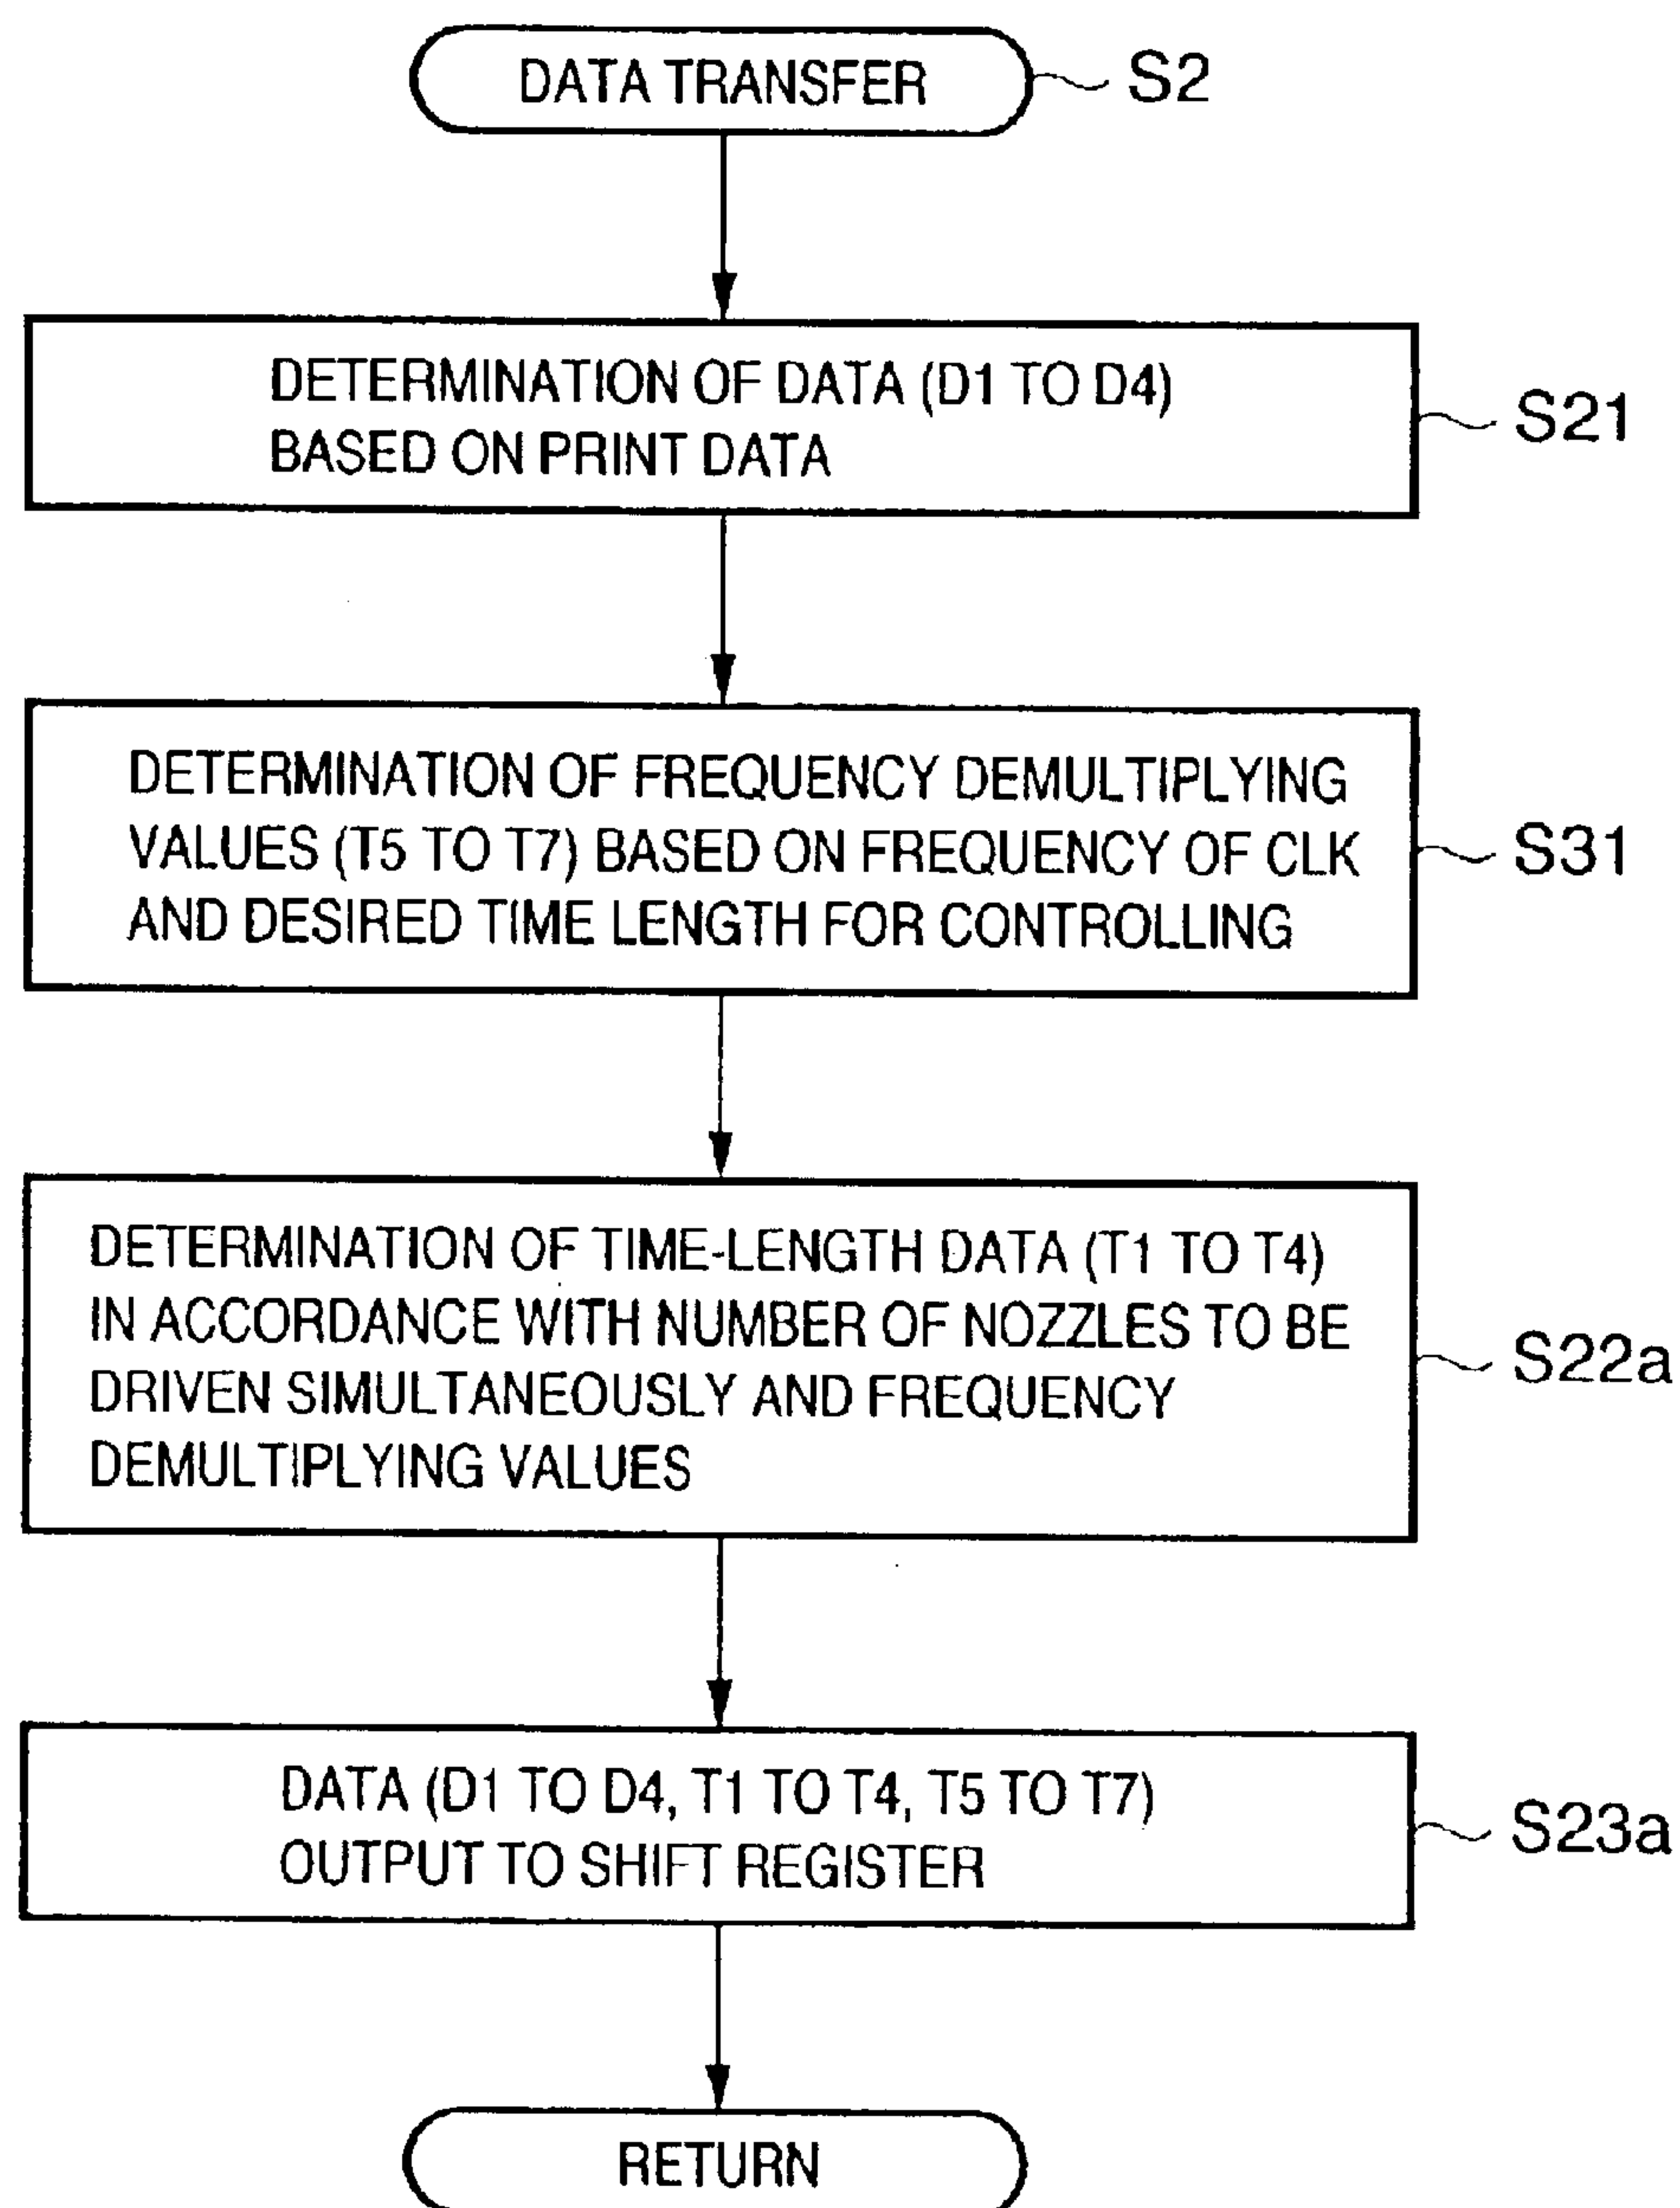 DATA TRANSFER
S2
DETERMINATION OF DATA (D1 TO D4)
BASED ON PRINT DATA
S21
DETERMINATION OF FREQUENCY DEMULTIPLYING
VALUES (T5 TO T7) BASED ON FREQUENCY OF CLK
AND DESIRED TIME LENGTH FOR CONTROLLING
S31
DETERMINATION OF TIME-LENGTH DATA (T1 TO T4)
IN ACCORDANCE WITH NUMBER OF NOZZLES TO BE
DRIVEN SIMULTANEOUSLY AND FREQUENCY
DEMULTIPLYING VALUES
S22a
DATA (D1 TO D4, T1 TO T4, T5 TO T7)
OUTPUT TO SHIFT REGISTER
S23a
RETURN